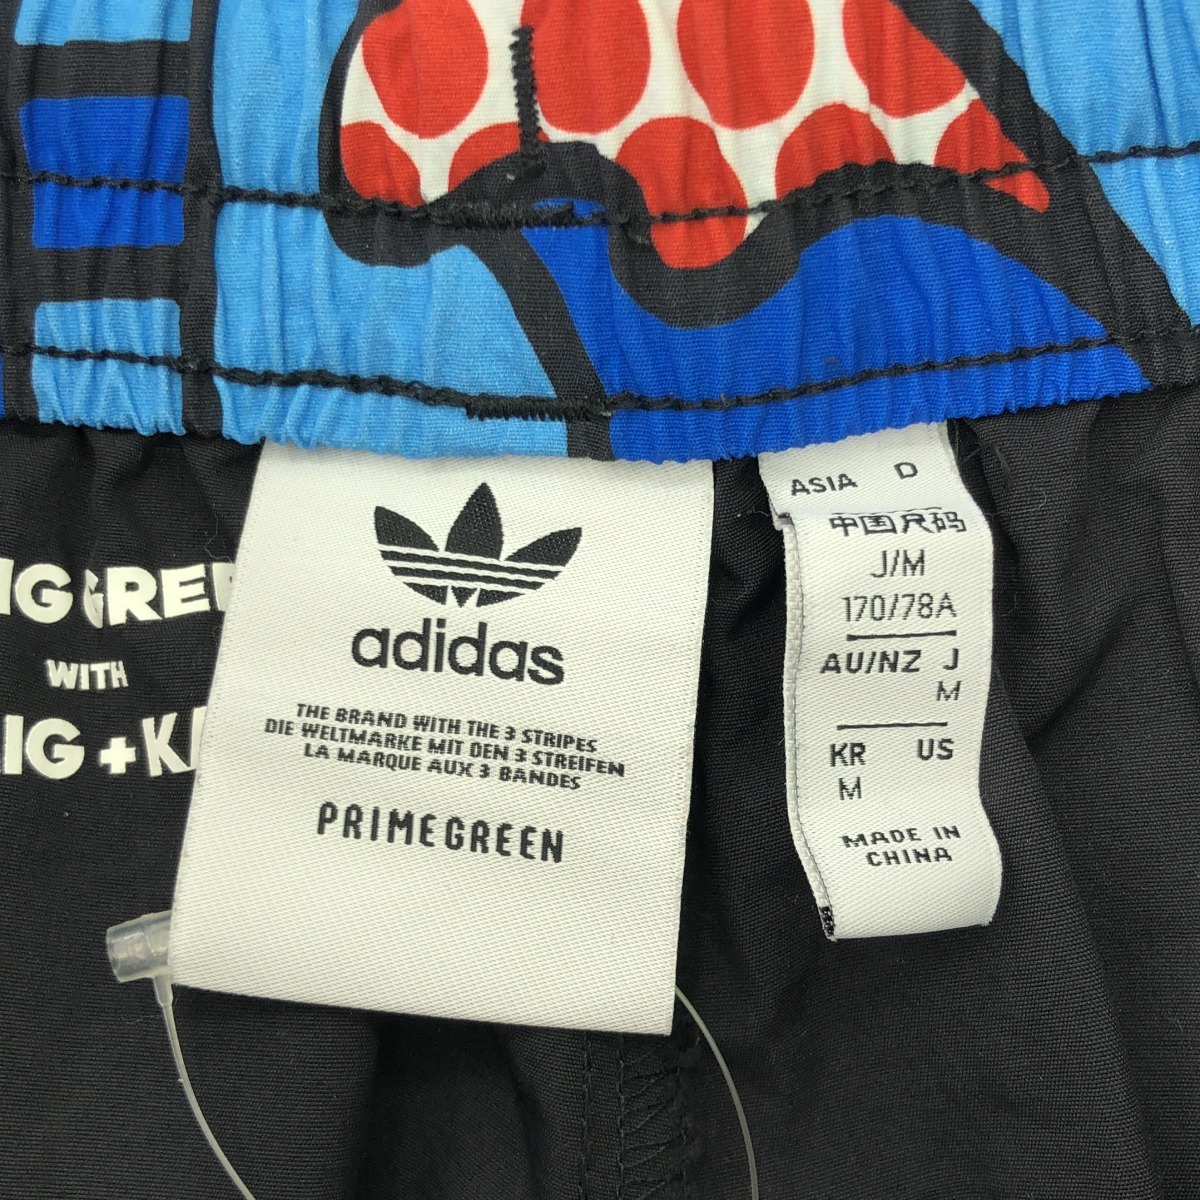 WITH
adidas
THE BRAND WITH THE 3 STRIPES
DIE WELTMARKE MIT DEN 3 STREIFEN
LA MARQUE AUX 3 BANDES
PRIMEGREEN
ASIA D
中国尺码
J/M
170/78A
AU/NZ J
M
KR US
M
MADE IN
CHINA